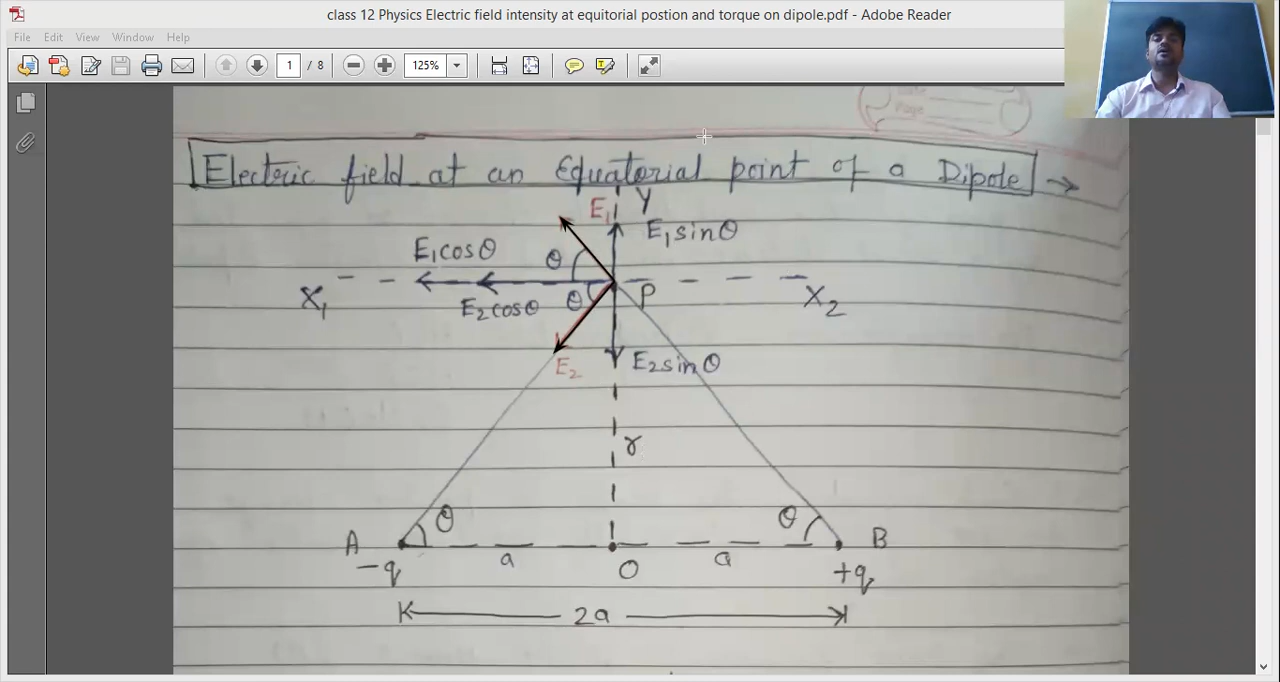 class 12 Physics Electric field intensity at equitorial postion and torque on dipole.pdf - Adobe Reader
File Edit View Window Help
1 / 8 125%
Page
Electric field at an Equatorial point of a Dipole →
E₁ Y
E₁cosθ θ E₁sinθ
X₁ E₂cosθ θ P X₂
E₂ E₂sinθ
r
θ θ
A a O a B
-q +q
2a